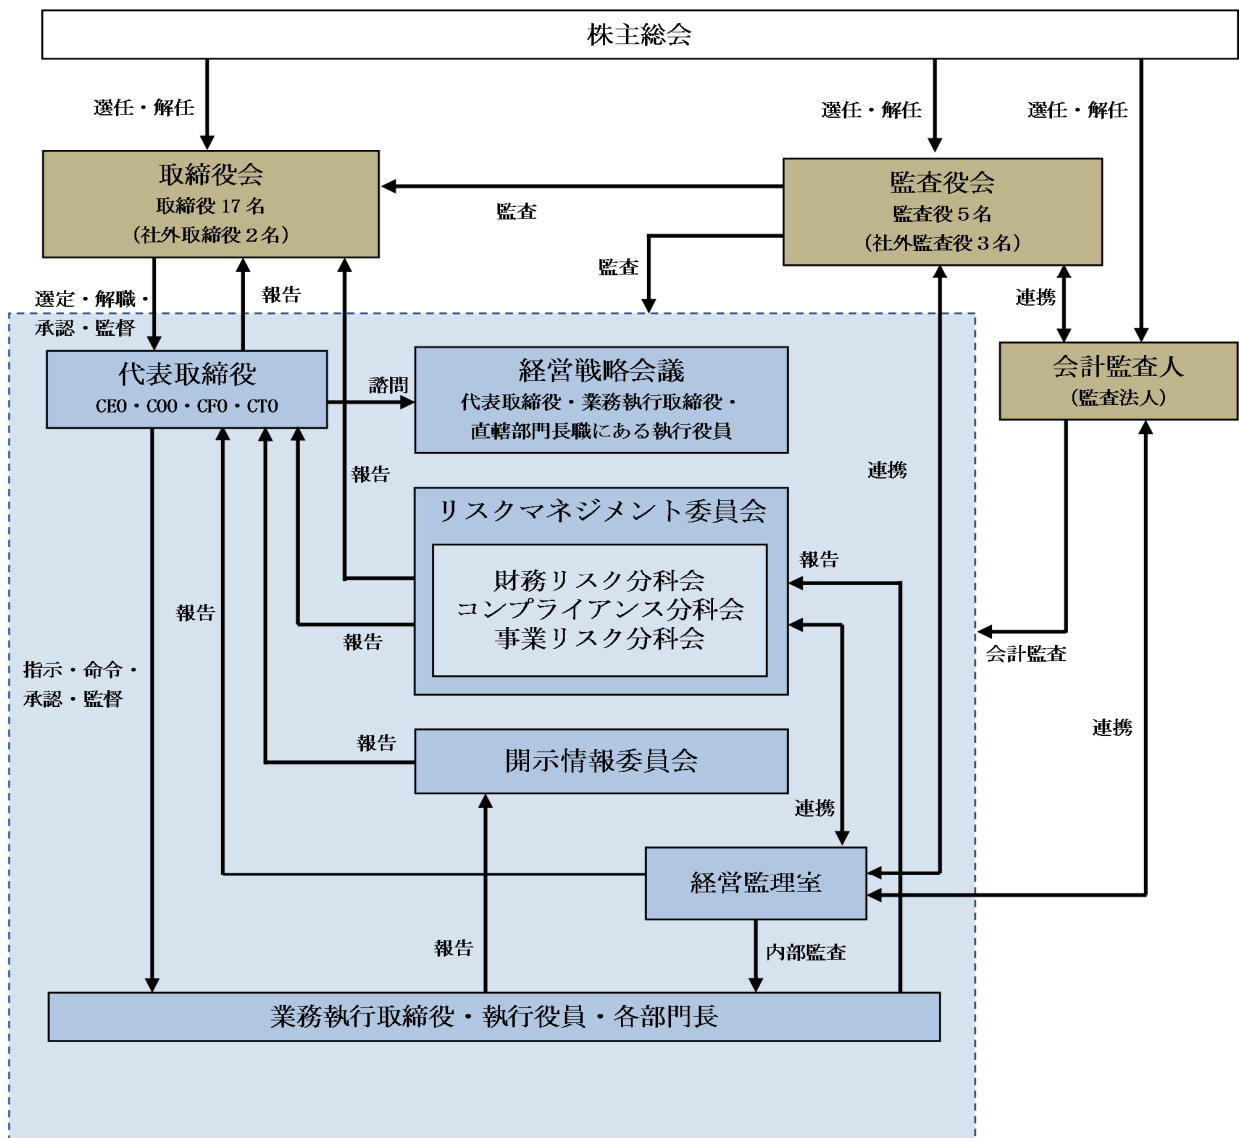 株主総会
選任・解任
選任・解任
選任・解任
取締役会
取締役17名
（社外取締役２名）
監査
監査役会
監査役５名
（社外監査役３名）
監査
連携
選定・解職・
承認・監督
報告
代表取締役
CEO・COO・CFO・CTO
諮問
経営戦略会議
代表取締役・業務執行取締役・
直轄部門長職にある執行役員
会計監査人
（監査法人）
報告
連携
リスクマネジメント委員会
財務リスク分科会
コンプライアンス分科会
事業リスク分科会
報告
報告
報告
会計監査
指示・命令・
承認・監督
報告
開示情報委員会
連携
連携
経営監理室
報告
内部監査
業務執行取締役・執行役員・各部門長